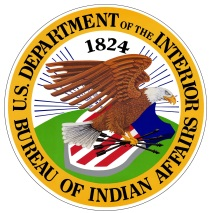 U.S. DEPARTMENT OF THE INTERIOR
1824
BUREAU OF INDIAN AFFAIRS